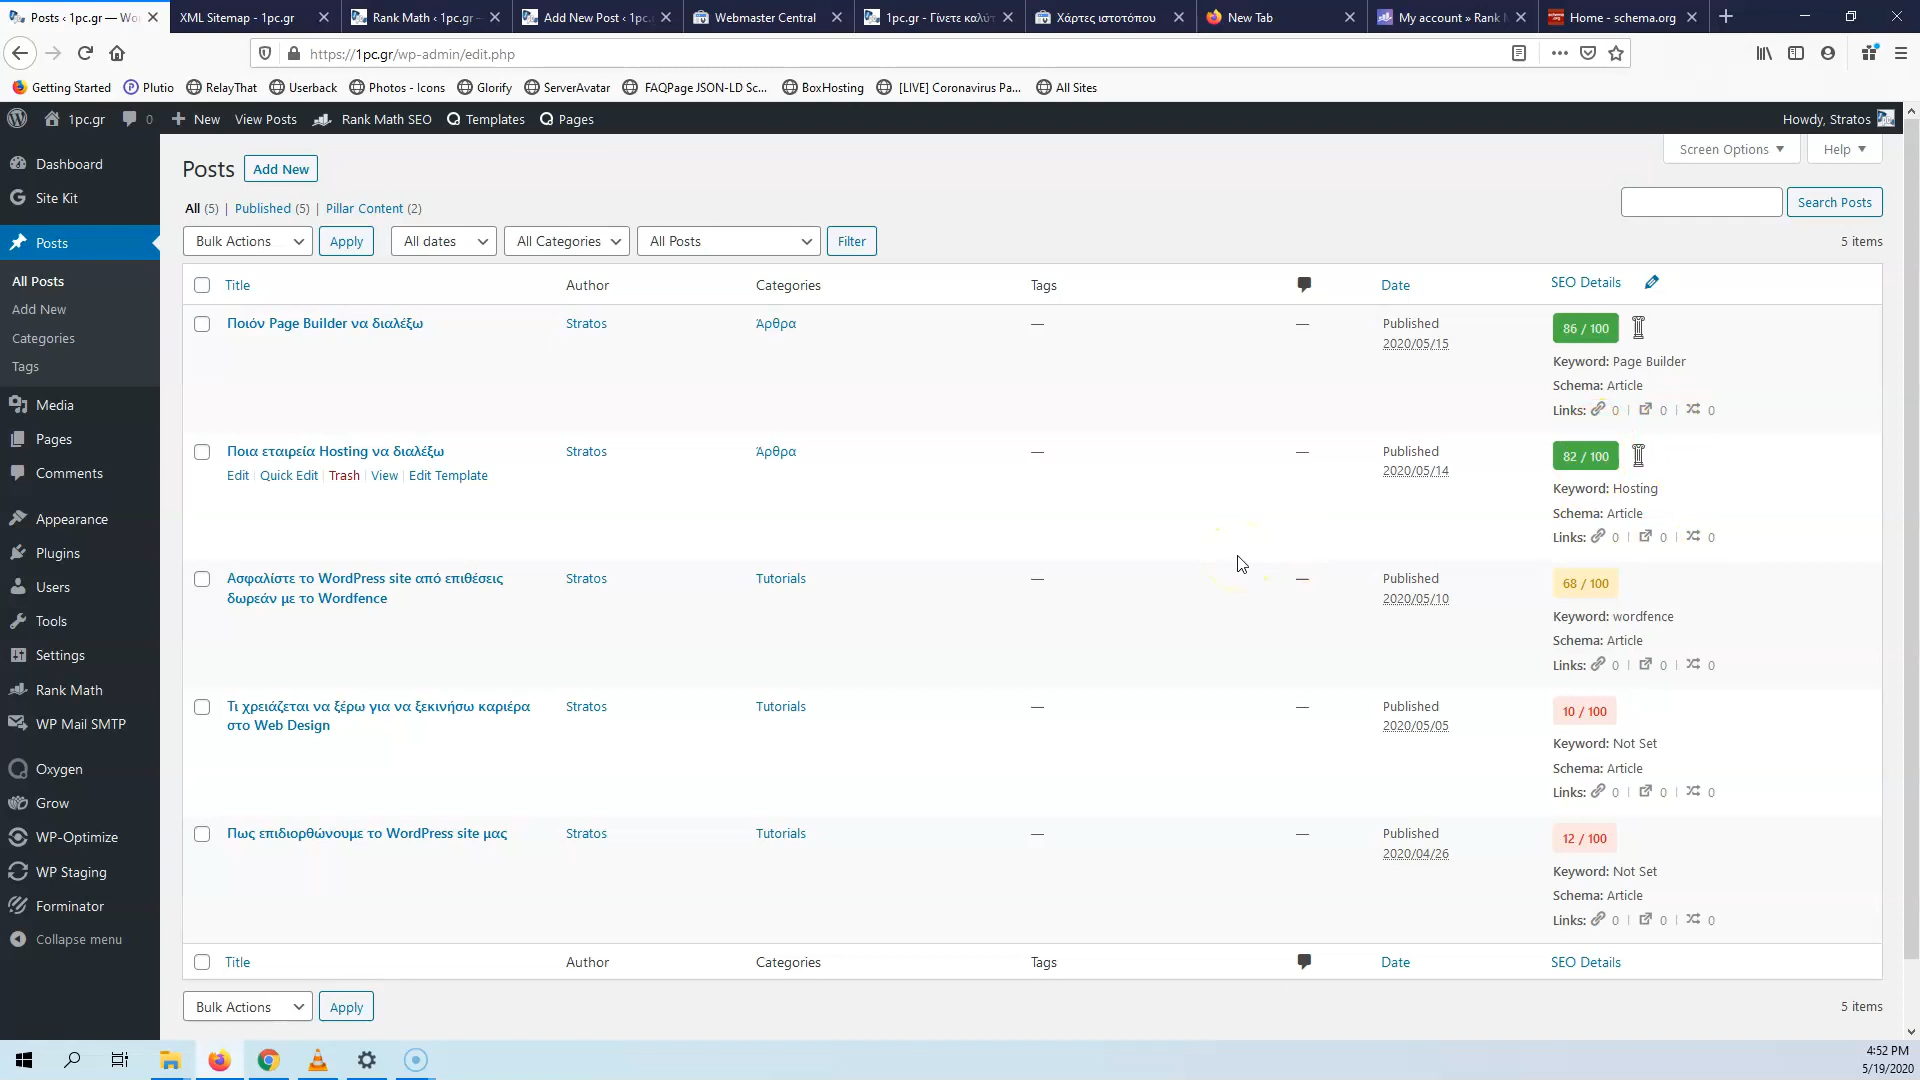 Posts ‹ 1pc.gr — Wo
XML Sitemap - 1pc.gr
Rank Math ‹ 1pc.gr —
Add New Post ‹ 1pc.
Webmaster Central
1pc.gr - Γίνετε καλύτ
Χάρτες ιστοτόπου
New Tab
My account » Rank M
Home - schema.org
https://1pc.gr/wp-admin/edit.php
Getting Started
Plutio
RelayThat
Userback
Photos - Icons
Glorify
ServerAvatar
FAQPage JSON-LD Sc...
BoxHosting
[LIVE] Coronavirus Pa...
All Sites
1pc.gr
0
New
View Posts
Rank Math SEO
Templates
Pages
Howdy, Stratos
Dashboard
Site Kit
Posts
All Posts
Add New
Categories
Tags
Media
Pages
Comments
Appearance
Plugins
Users
Tools
Settings
Rank Math
WP Mail SMTP
Oxygen
Grow
WP-Optimize
WP Staging
Forminator
Collapse menu
Screen Options
Help
Posts
Add New
All (5) | Published (5) | Pillar Content (2)
Search Posts
Bulk Actions
Apply
All dates
All Categories
All Posts
Filter
5 items
Title Author Categories Tags Date SEO Details
Ποιόν Page Builder να διαλέξω
Stratos
Άρθρα
—
—
Published
2020/05/15
86 / 100
Keyword: Page Builder
Schema: Article
Links: 0 | 0 | 0
Ποια εταιρεία Hosting να διαλέξω
Edit | Quick Edit | Trash | View | Edit Template
Stratos
Άρθρα
—
—
Published
2020/05/14
82 / 100
Keyword: Hosting
Schema: Article
Links: 0 | 0 | 0
Ασφαλίστε το WordPress site από επιθέσεις
δωρεάν με το Wordfence
Stratos
Tutorials
—
—
Published
2020/05/10
68 / 100
Keyword: wordfence
Schema: Article
Links: 0 | 0 | 0
Τι χρειάζεται να ξέρω για να ξεκινήσω καριέρα
στο Web Design
Stratos
Tutorials
—
—
Published
2020/05/05
10 / 100
Keyword: Not Set
Schema: Article
Links: 0 | 0 | 0
Πως επιδιορθώνουμε το WordPress site μας
Stratos
Tutorials
—
—
Published
2020/04/26
12 / 100
Keyword: Not Set
Schema: Article
Links: 0 | 0 | 0
Title Author Categories Tags Date SEO Details
Bulk Actions
Apply
5 items
4:52 PM
5/19/2020